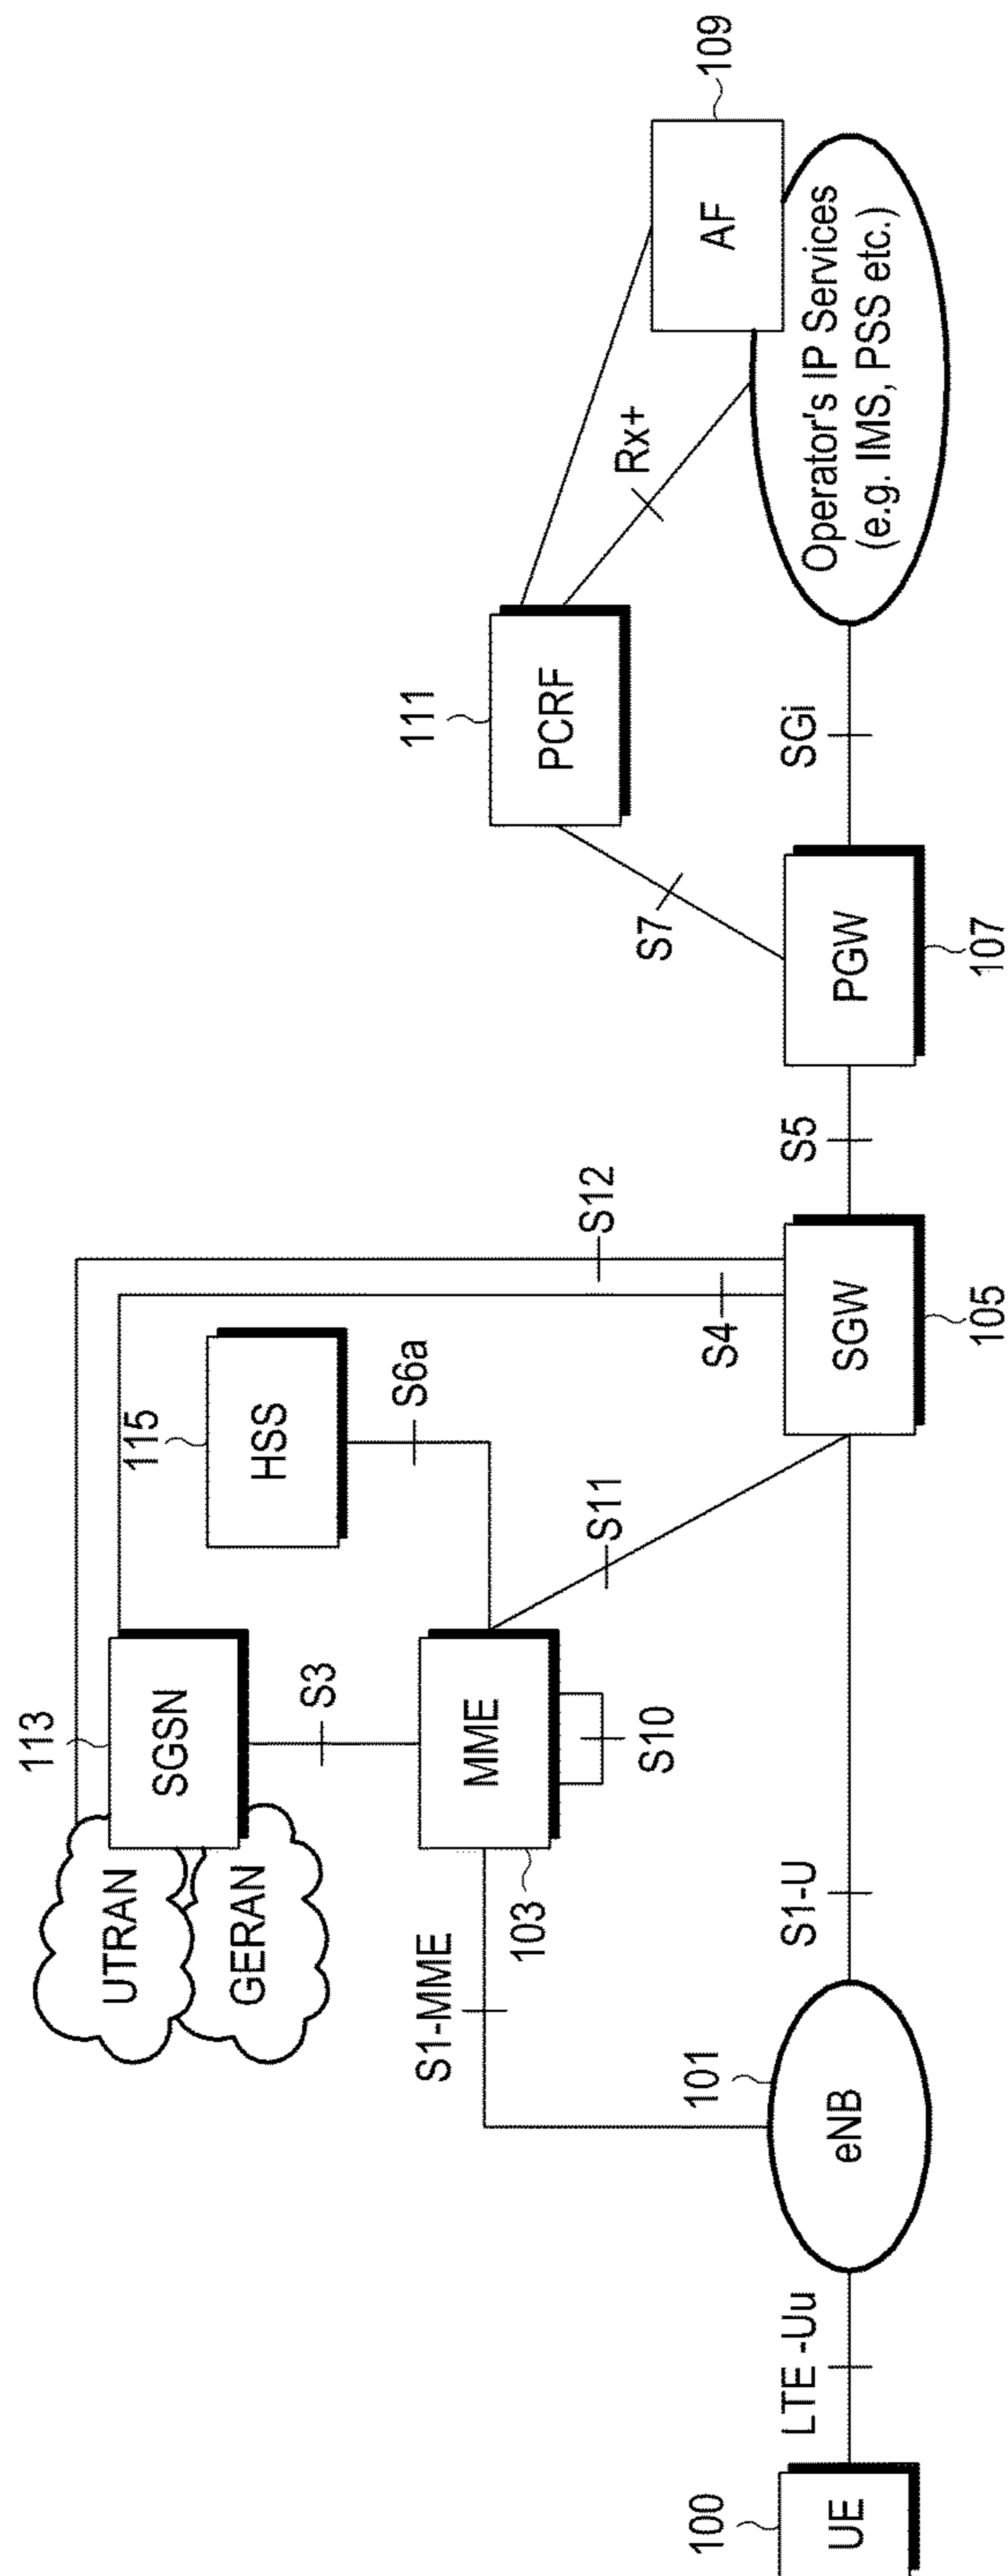 UTRAN
GERAN
113
SGSN
S3
115
HSS
S6a
S12
S4
S1-MME
MME
103
S10
S11
111
PCRF
S7
Rx+
AF
109
100
UE
LTE -Uu
101
eNB
S1-U
SGW
105
S5
PGW
107
SGi
Operator's IP Services
(e.g. IMS, PSS etc.)